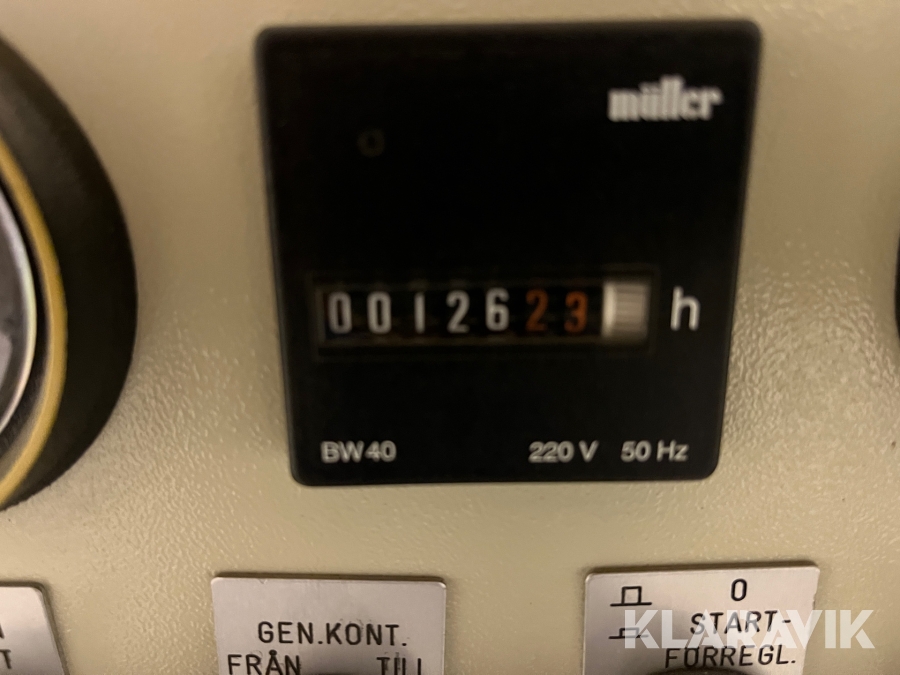 müller
0012623 h
BW40 220 V 50 Hz
GEN.KONT.
FRÅN TILL
0
START-
FÖRREGL.
KLARAVIK